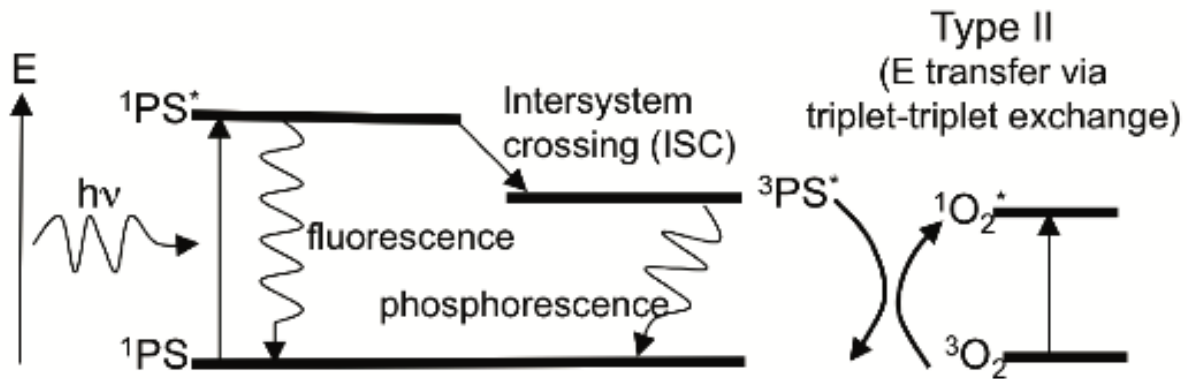 Type II
(E transfer via
triplet-triplet exchange)
E
¹PS*
Intersystem
crossing (ISC)
hν
³PS*
¹O₂*
fluorescence
phosphorescence
¹PS
³O₂